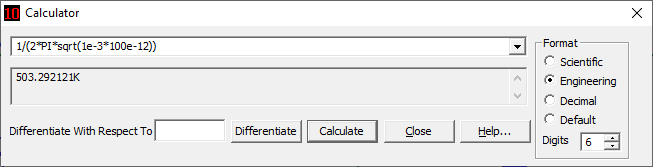 10 Calculator
1/(2*PI*sqrt(1e-3*100e-12))
503.292121K
Differentiate With Respect To
Differentiate
Calculate
Close
Help...
Format
Scientific
Engineering
Decimal
Default
Digits 6